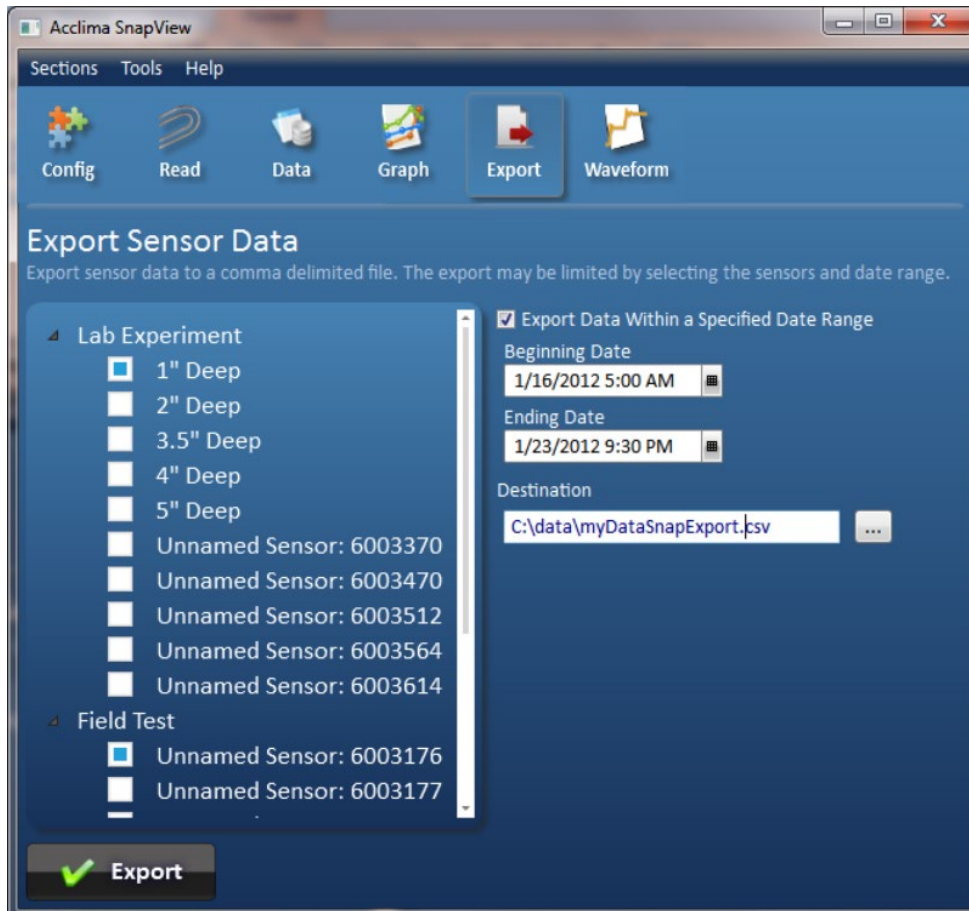 Acclima SnapView
Sections Tools Help
Config Read Data Graph Export Waveform
Export Sensor Data
Export sensor data to a comma delimited file. The export may be limited by selecting the sensors and date range.
Lab Experiment
1" Deep
2" Deep
3.5" Deep
4" Deep
5" Deep
Unnamed Sensor: 6003370
Unnamed Sensor: 6003470
Unnamed Sensor: 6003512
Unnamed Sensor: 6003564
Unnamed Sensor: 6003614
Field Test
Unnamed Sensor: 6003176
Unnamed Sensor: 6003177
Export Data Within a Specified Date Range
Beginning Date
1/16/2012 5:00 AM
Ending Date
1/23/2012 9:30 PM
Destination
C:\data\myDataSnapExport.csv
...
Export